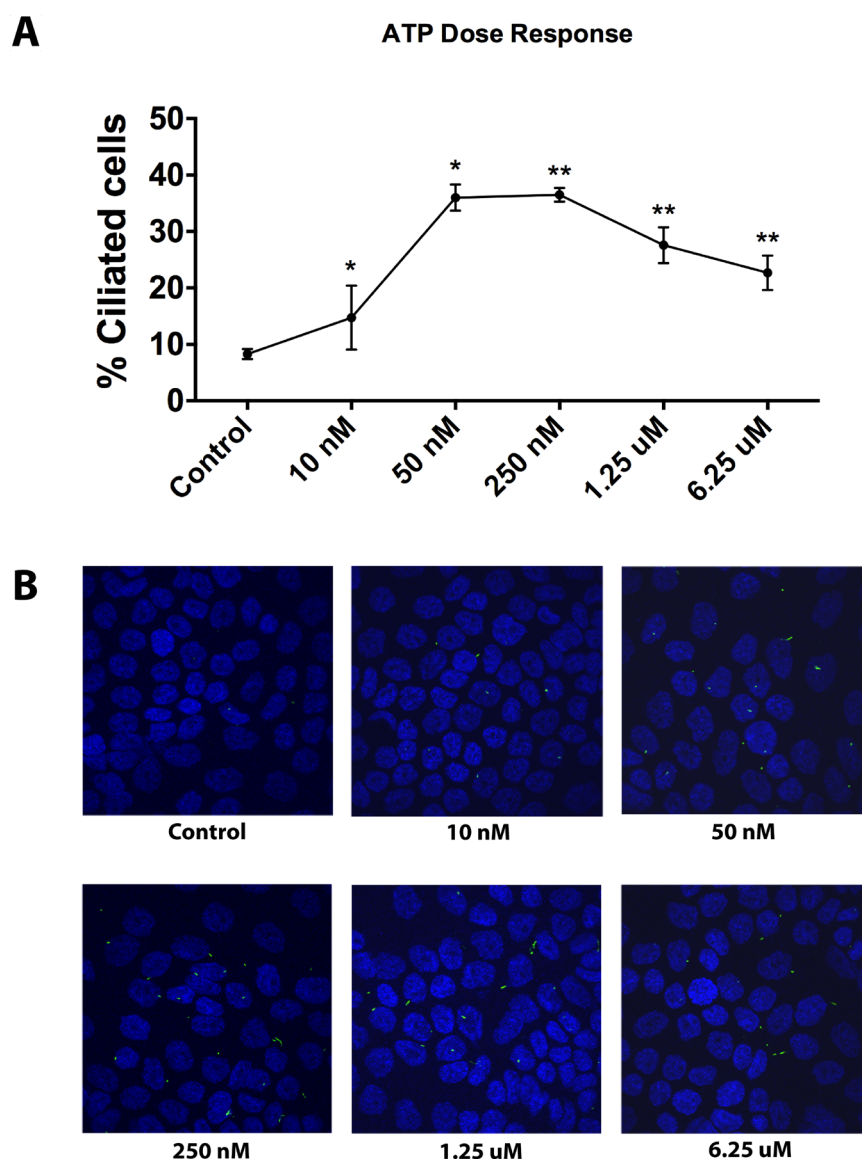 A
ATP Dose Response
% Ciliated cells
50
40
30
20
10
0
*
*
**
**
**
Control
10 nM
50 nM
250 nM
1.25 uM
6.25 uM
B
Control
10 nM
50 nM
250 nM
1.25 uM
6.25 uM